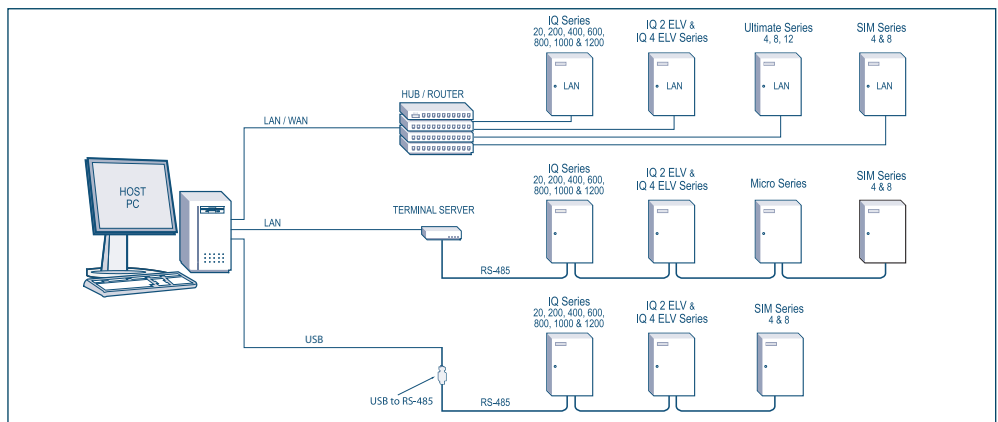 IQ Series
20, 200, 400, 600,
800, 1000 & 1200
IQ 2 ELV &
IQ 4 ELV Series
Ultimate Series
4, 8, 12
SIM Series
4 & 8
LAN
LAN
LAN
LAN
HUB / ROUTER
LAN / WAN
HOST
PC
IQ Series
20, 200, 400, 600,
800, 1000 & 1200
IQ 2 ELV &
IQ 4 ELV Series
Micro Series
SIM Series
4 & 8
LAN
TERMINAL SERVER
RS-485
IQ Series
20, 200, 400, 600,
800, 1000 & 1200
IQ 2 ELV &
IQ 4 ELV Series
SIM Series
4 & 8
USB
USB to RS-485
RS-485